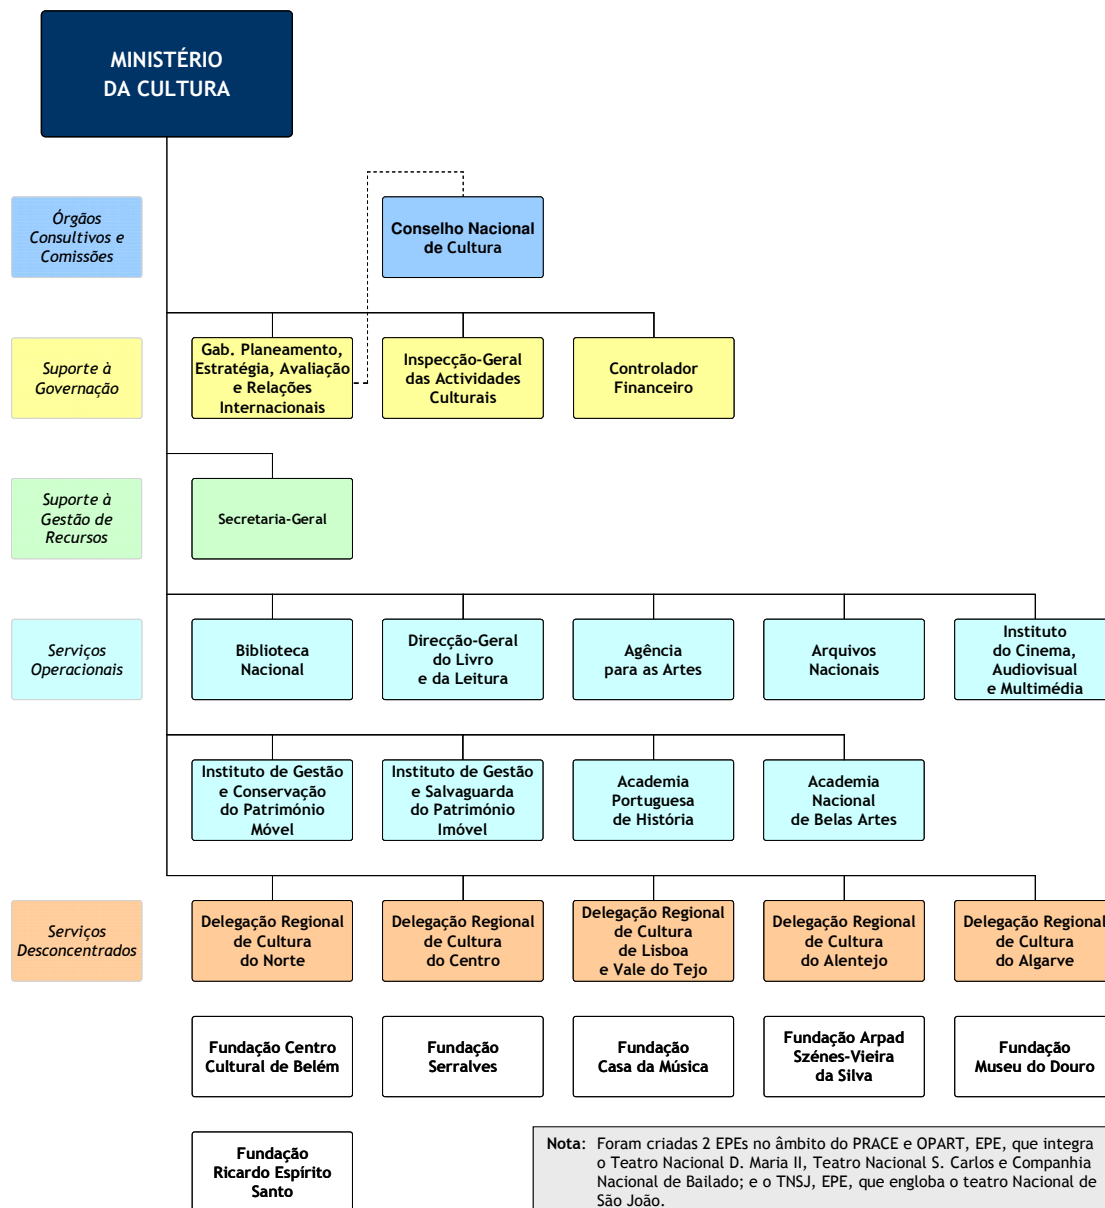 MINISTÉRIO
DA CULTURA
Órgãos
Consultivos e
Comissões
Conselho Nacional
de Cultura
Suporte à
Governação
Gab. Planeamento,
Estratégia, Avaliação
e Relações
Internacionais
Inspecção-Geral
das Actividades
Culturais
Controlador
Financeiro
Suporte à
Gestão de
Recursos
Secretaria-Geral
Serviços
Operacionais
Biblioteca
Nacional
Direcção-Geral
do Livro
e da Leitura
Agência
para as Artes
Arquivos
Nacionais
Instituto
do Cinema,
Audiovisual
e Multimédia
Instituto de Gestão
e Conservação
do Património
Móvel
Instituto de Gestão
e Salvaguarda
do Património
Imóvel
Academia
Portuguesa
de História
Academia
Nacional
de Belas Artes
Serviços
Desconcentrados
Delegação Regional
de Cultura
do Norte
Delegação Regional
de Cultura
do Centro
Delegação Regional
de Cultura
de Lisboa
e Vale do Tejo
Delegação Regional
de Cultura
do Alentejo
Delegação Regional
de Cultura
do Algarve
Fundação Centro
Cultural de Belém
Fundação
Serralves
Fundação
Casa da Música
Fundação Arpad
Szénes-Vieira
da Silva
Fundação
Museu do Douro
Fundação
Ricardo Espírito
Santo
Nota: Foram criadas 2 EPEs no âmbito do PRACE e OPART, EPE, que integra
o Teatro Nacional D. Maria II, Teatro Nacional S. Carlos e Companhia
Nacional de Bailado; e o TNSJ, EPE, que engloba o teatro Nacional de
São João.